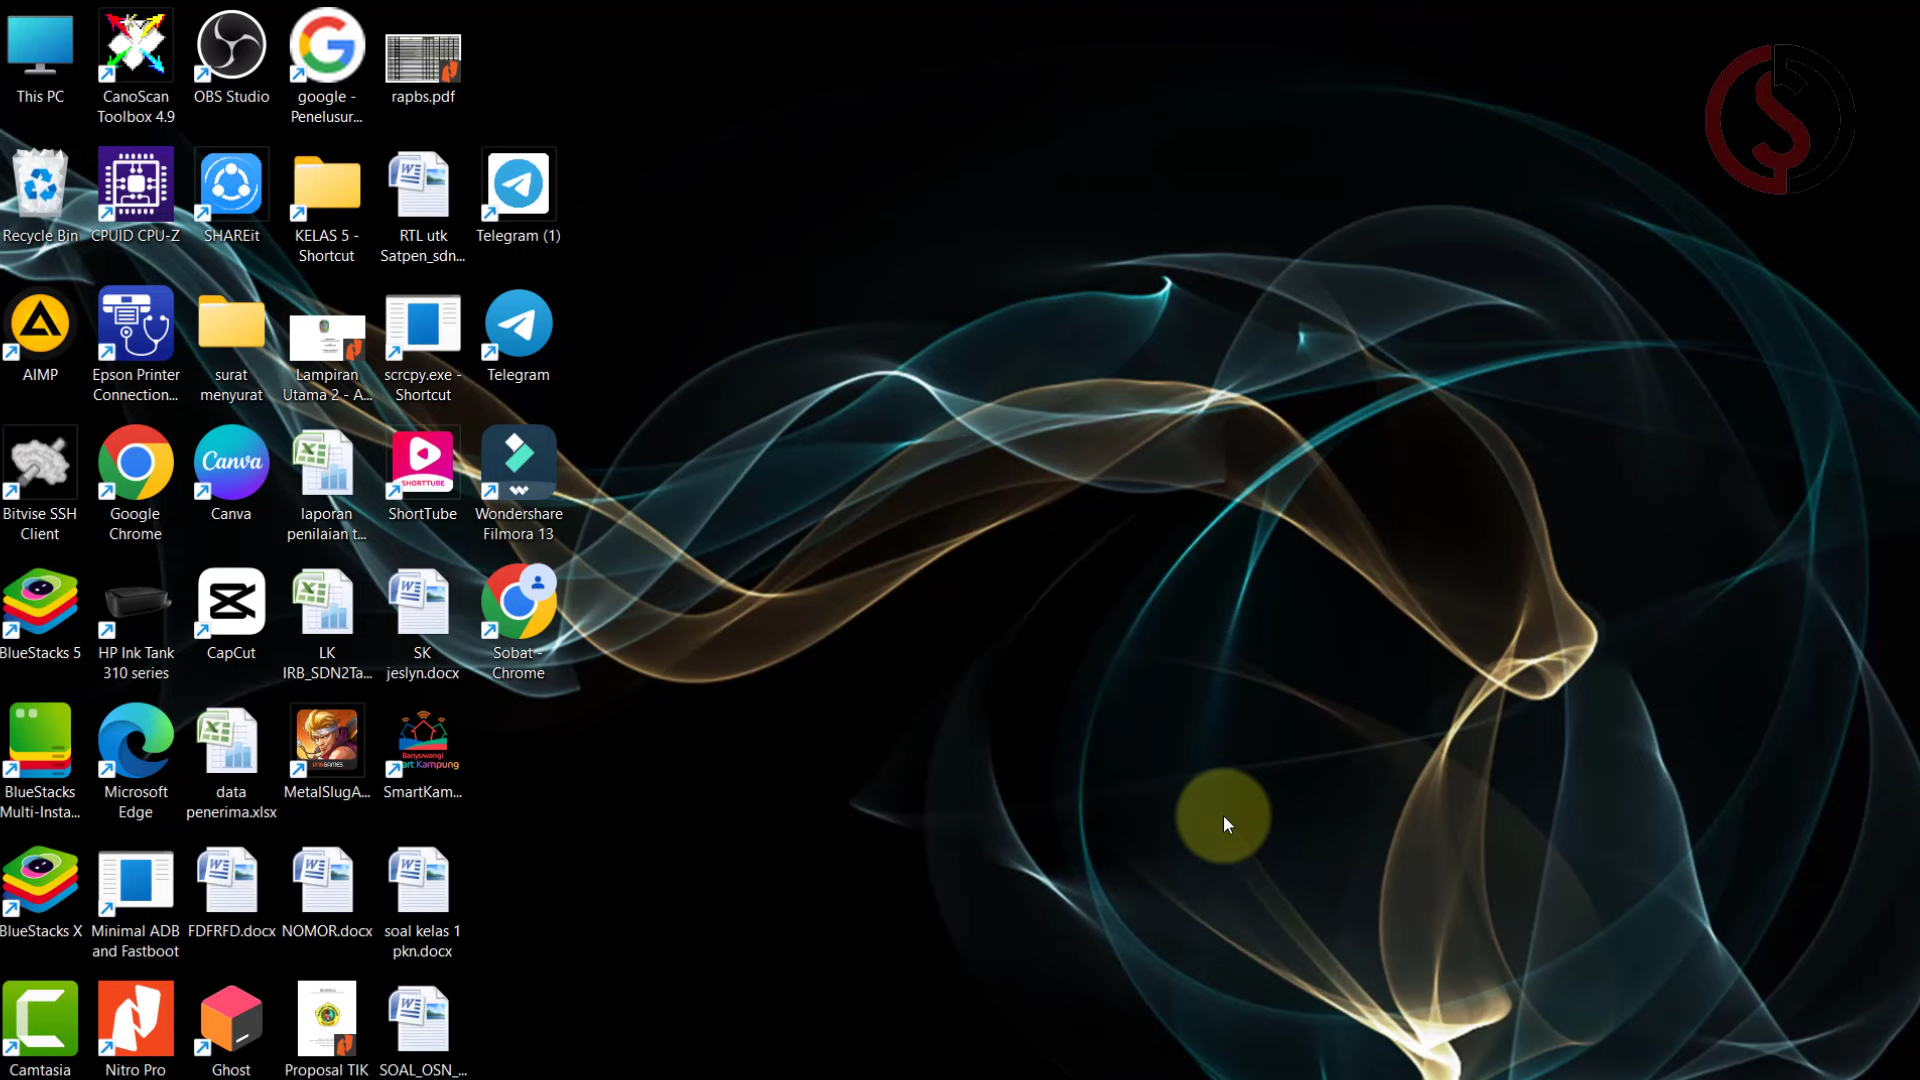 This PC
CanoScan
Toolbox 4.9
OBS Studio
google -
Penelusur...
rapbs.pdf
Recycle Bin
CPUID CPU-Z
SHAREit
KELAS 5 -
Shortcut
RTL utk
Satpen_sdn...
Telegram (1)
AIMP
Epson Printer
Connection...
surat
menyurat
Lampiran
Utama 2 - A...
scrcpy.exe -
Shortcut
Telegram
Canva
SHORTTUBE
Bitvise SSH
Client
Google
Chrome
Canva
laporan
penilaian t...
ShortTube
Wondershare
Filmora 13
BlueStacks 5
HP Ink Tank
310 series
CapCut
LK
IRB_SDN2Ta...
SK
jeslyn.docx
Sobat -
Chrome
Banyuwangi
BlueStacks
Multi-Insta...
Microsoft
Edge
data
penerima.xlsx
MetalSlugA...
SmartKam...
BlueStacks X
Minimal ADB
and Fastboot
FDFRFD.docx
NOMOR.docx
soal kelas 1
pkn.docx
Camtasia
Nitro Pro
Ghost
Proposal TIK
SOAL_OSN_...